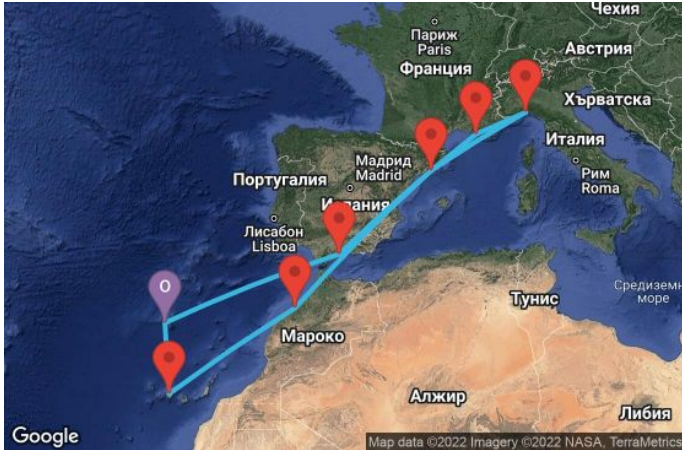 Чехия
Париж
Paris
Австрия
Франция
Хърватска
Италия
Мадрид
Madrid
Рим
Roma
Португалия
Испания
Лисабон
Lisboa
O
Средиземн
море
Тунис
Мароко
Алжир
Либия
Google
Map data ©2022 Imagery ©2022 NASA, TerraMetrics